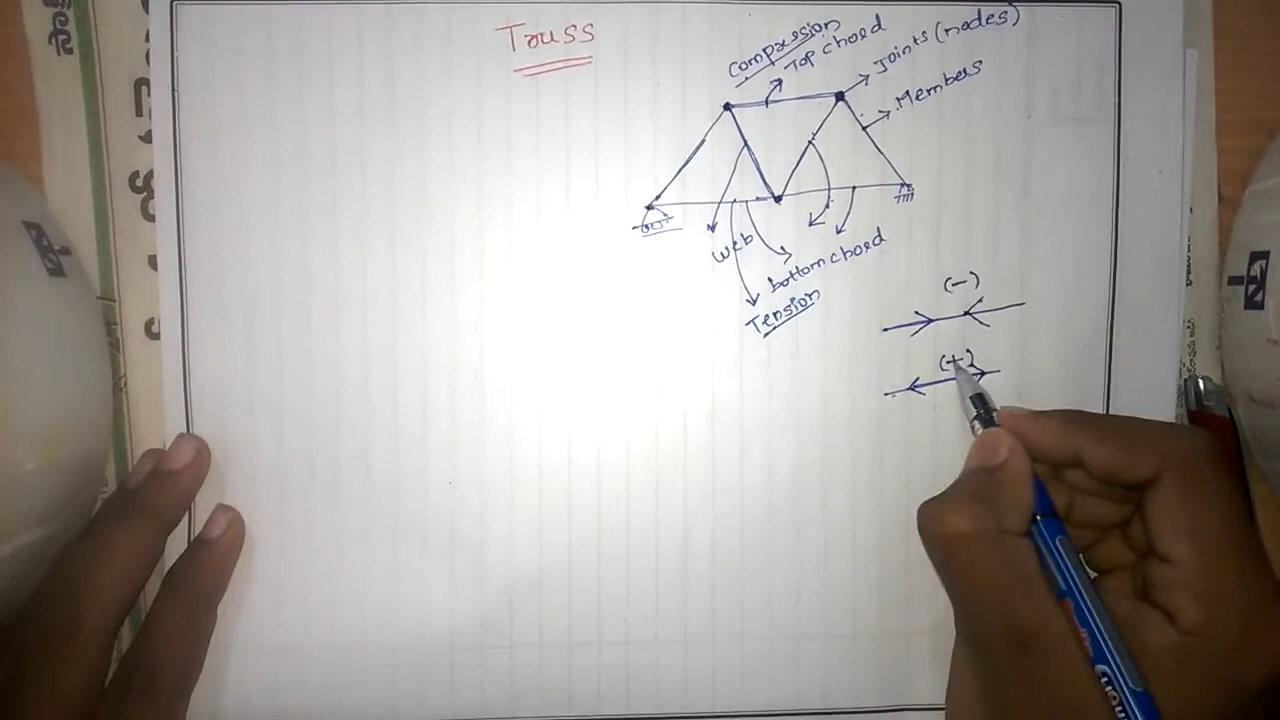 Truss
Compression
Top chord
Joints (nodes)
Members
Web
bottom chord
Tension
(-)
(+)